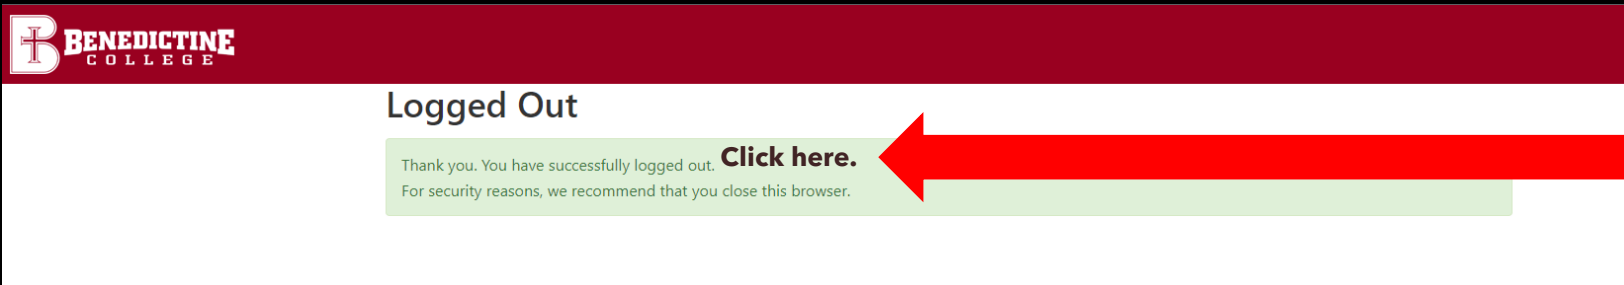 BENEDICTINE
COLLEGE
Logged Out
Thank you. You have successfully logged out. Click here.
For security reasons, we recommend that you close this browser.